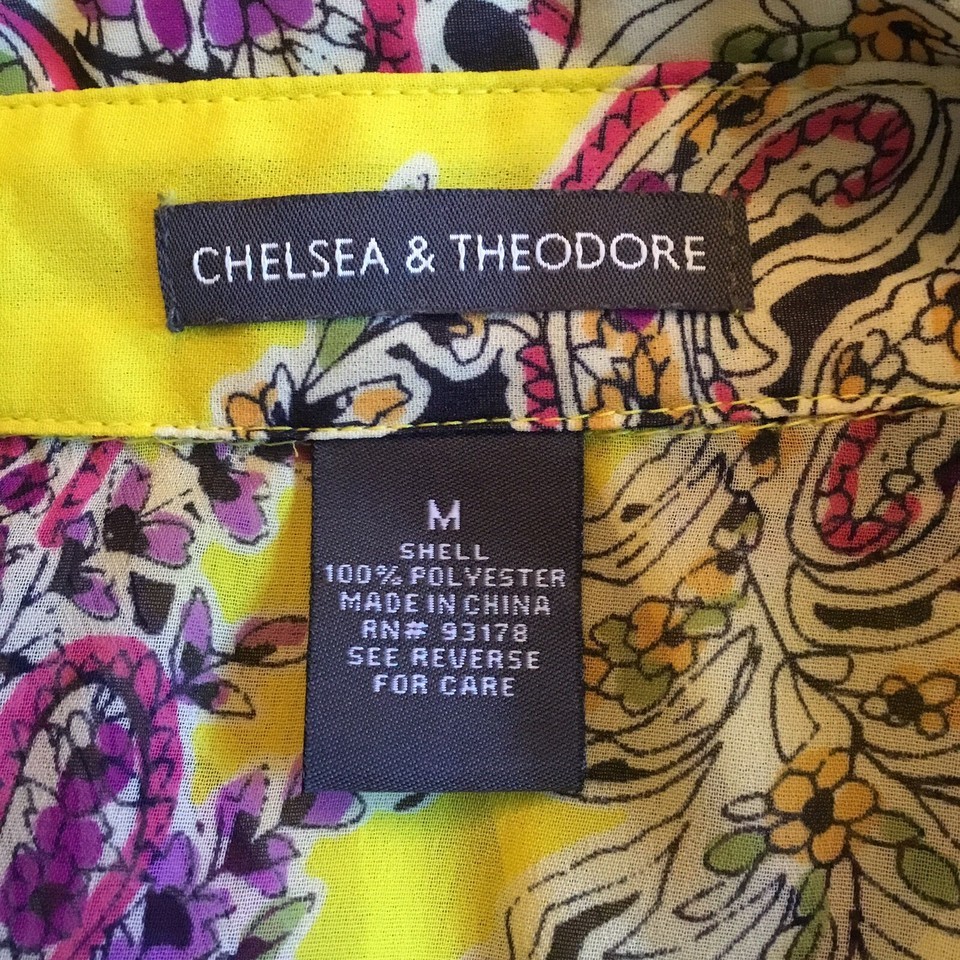 CHELSEA & THEODORE
M
SHELL
100% POLYESTER
MADE IN CHINA
RN# 93178
SEE REVERSE
FOR CARE